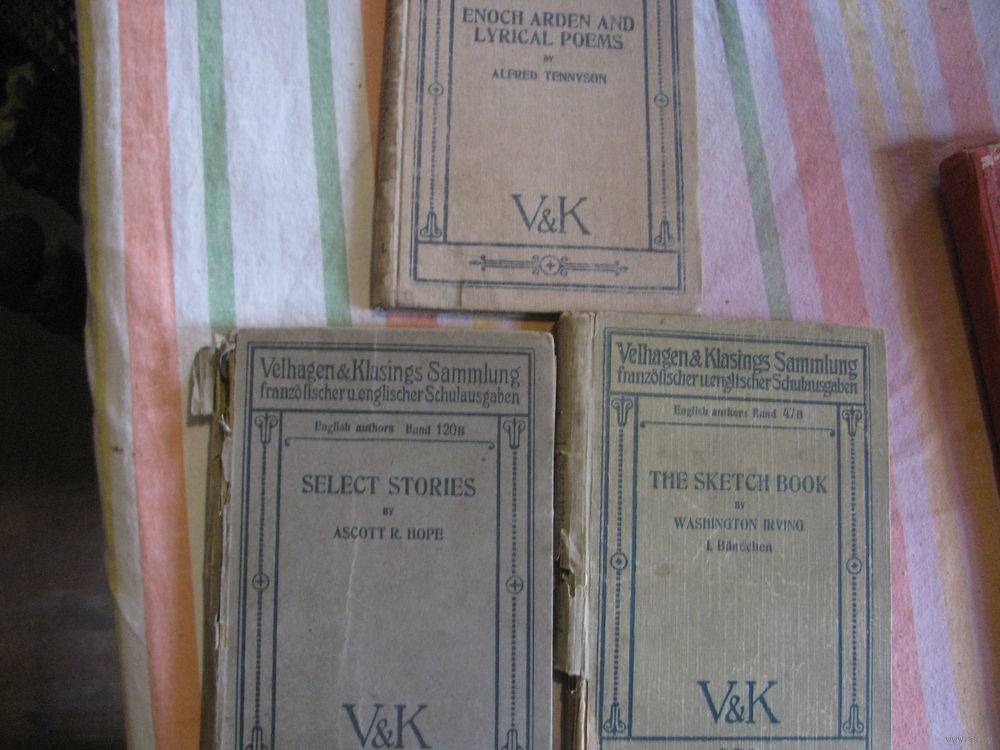 ENOCH ARDEN AND
LYRICAL POEMS
BY
ALFRED TENNYSON
V&K
Velhagen & Klasings Sammlung
französischer u. englischer Schulausgaben
English authors Band 120B
SELECT STORIES
BY
ASCOTT R. HOPE
V&K
Velhagen & Klasings Sammlung
französischer u. englischer Schulausgaben
English authors Band 47B
THE SKETCH BOOK
BY
WASHINGTON IRVING
I. Bändchen
V&K